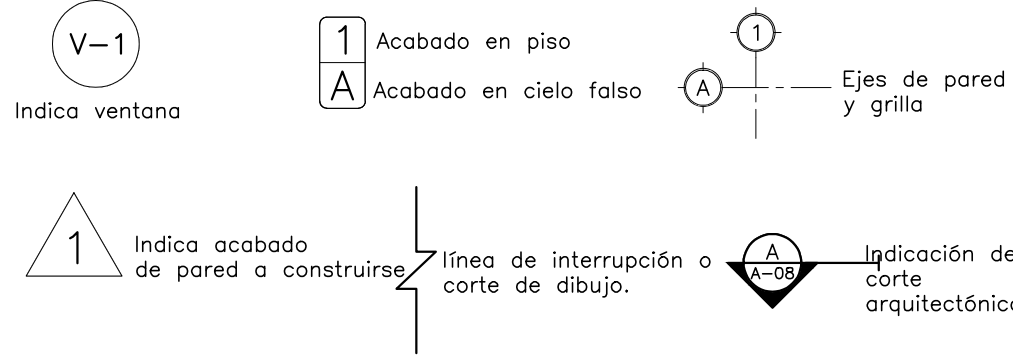 V-1
Indica ventana
1
Acabado en piso
A
Acabado en cielo falso
1
A
Ejes de pared
y grilla
1
Indica acabado
de pared a construirse
línea de interrupción o
corte de dibujo.
A
A-08
Indicación de
corte
arquitectónico